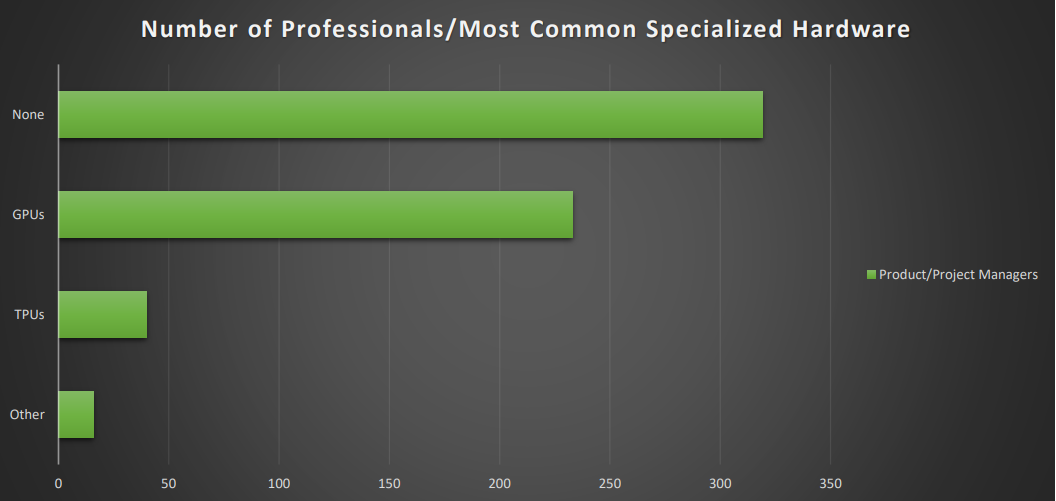 Number of Professionals/Most Common Specialized Hardware
None
GPUs
TPUs
Other
0 50 100 150 200 250 300 350
Product/Project Managers